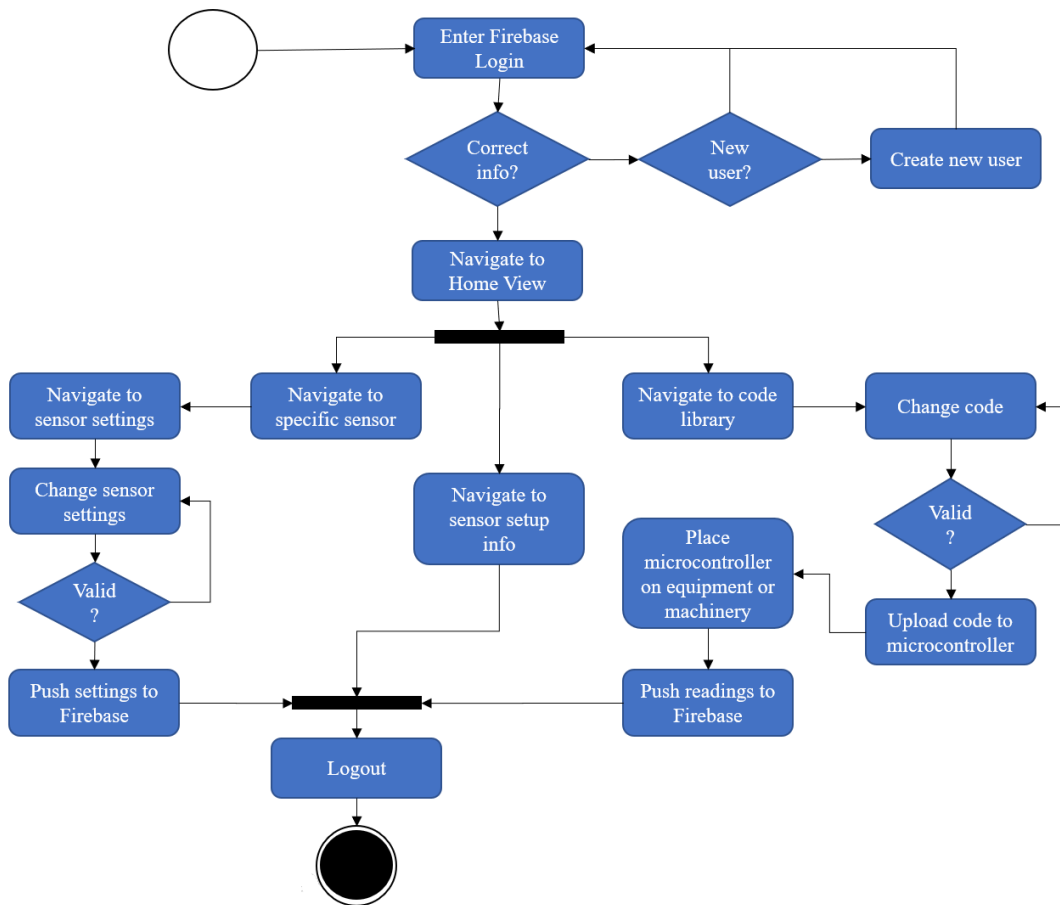 Enter Firebase
Login
Correct
info?
New
user?
Create new user
Navigate to
Home View
Navigate to
sensor settings
Navigate to
specific sensor
Navigate to code
library
Change code
Change sensor
settings
Navigate to
sensor setup
info
Valid
?
Place
microcontroller
on equipment or
machinery
Valid
?
Upload code to
microcontroller
Push settings to
Firebase
Push readings to
Firebase
Logout